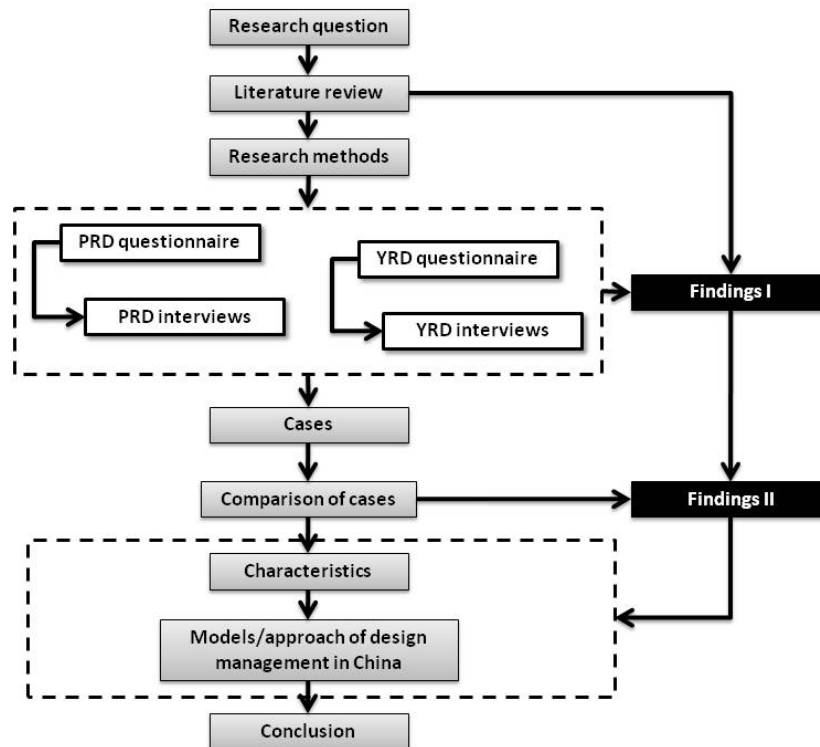 Research question
Literature review
Research methods
PRD questionnaire
YRD questionnaire
PRD interviews
YRD interviews
Findings I
Cases
Comparison of cases
Findings II
Characteristics
Models/approach of design
management in China
Conclusion